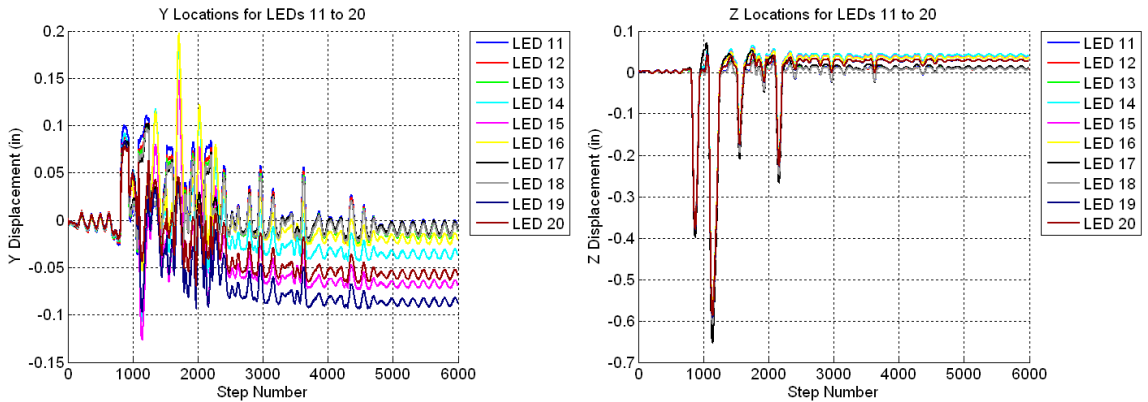 Y Locations for LEDs 11 to 20
0.2
0.15
0.1
0.05
0
-0.05
-0.1
-0.15
0
1000
2000
3000
4000
5000
6000
Y Displacement (in)
Step Number
LED 11
LED 12
LED 13
LED 14
LED 15
LED 16
LED 17
LED 18
LED 19
LED 20
Z Locations for LEDs 11 to 20
0.1
0
-0.1
-0.2
-0.3
-0.4
-0.5
-0.6
-0.7
0
1000
2000
3000
4000
5000
6000
Z Displacement (in)
Step Number
LED 11
LED 12
LED 13
LED 14
LED 15
LED 16
LED 17
LED 18
LED 19
LED 20